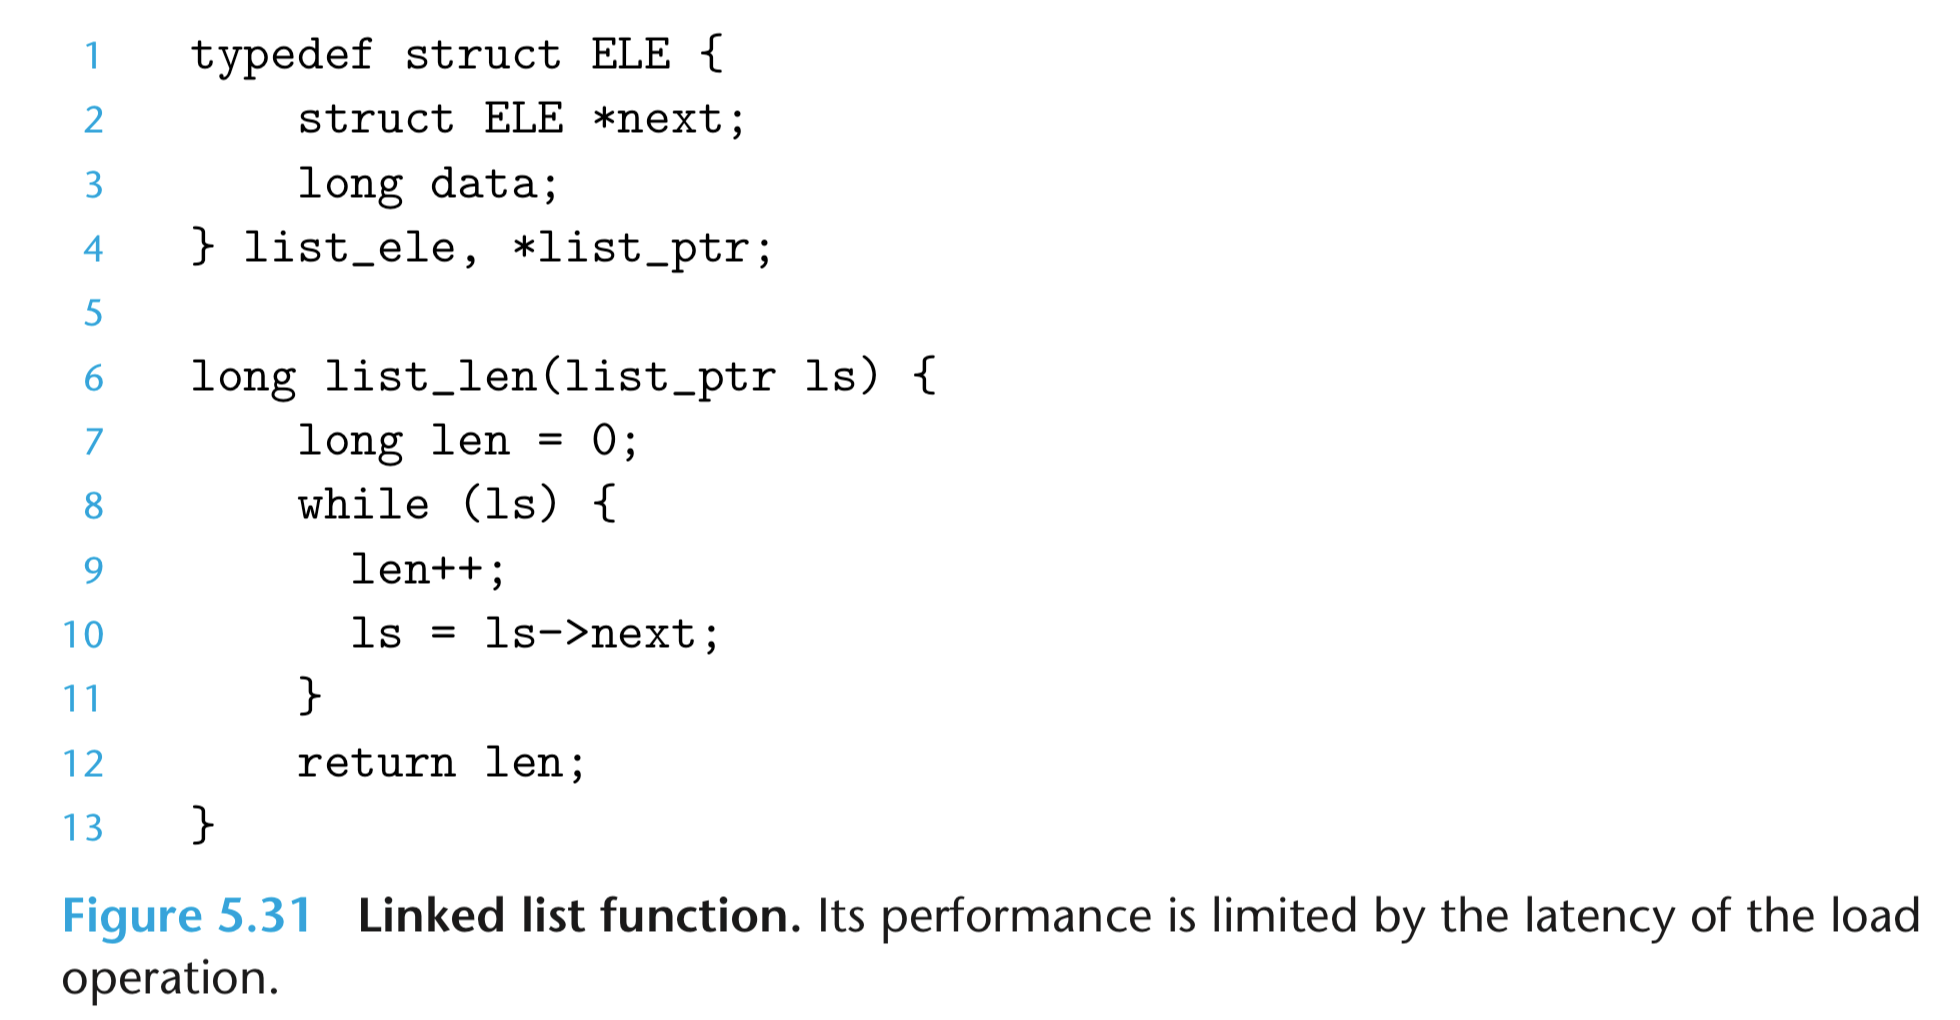 1 typedef struct ELE {
2 struct ELE *next;
3 long data;
4 } list_ele, *list_ptr;
5
6 long list_len(list_ptr ls) {
7 long len = 0;
8 while (ls) {
9 len++;
10 ls = ls->next;
11 }
12 return len;
13 }
Figure 5.31 Linked list function. Its performance is limited by the latency of the load
operation.